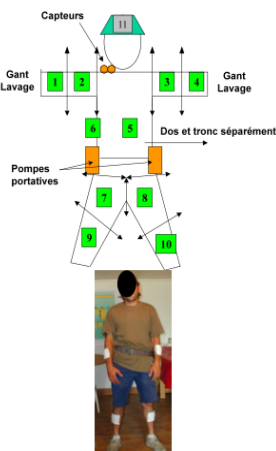 Capteurs
11
Gant
Lavage
1
2
3
4
Gant
Lavage
6
5
Dos et tronc séparément
Pompes
portatives
7
8
9
10